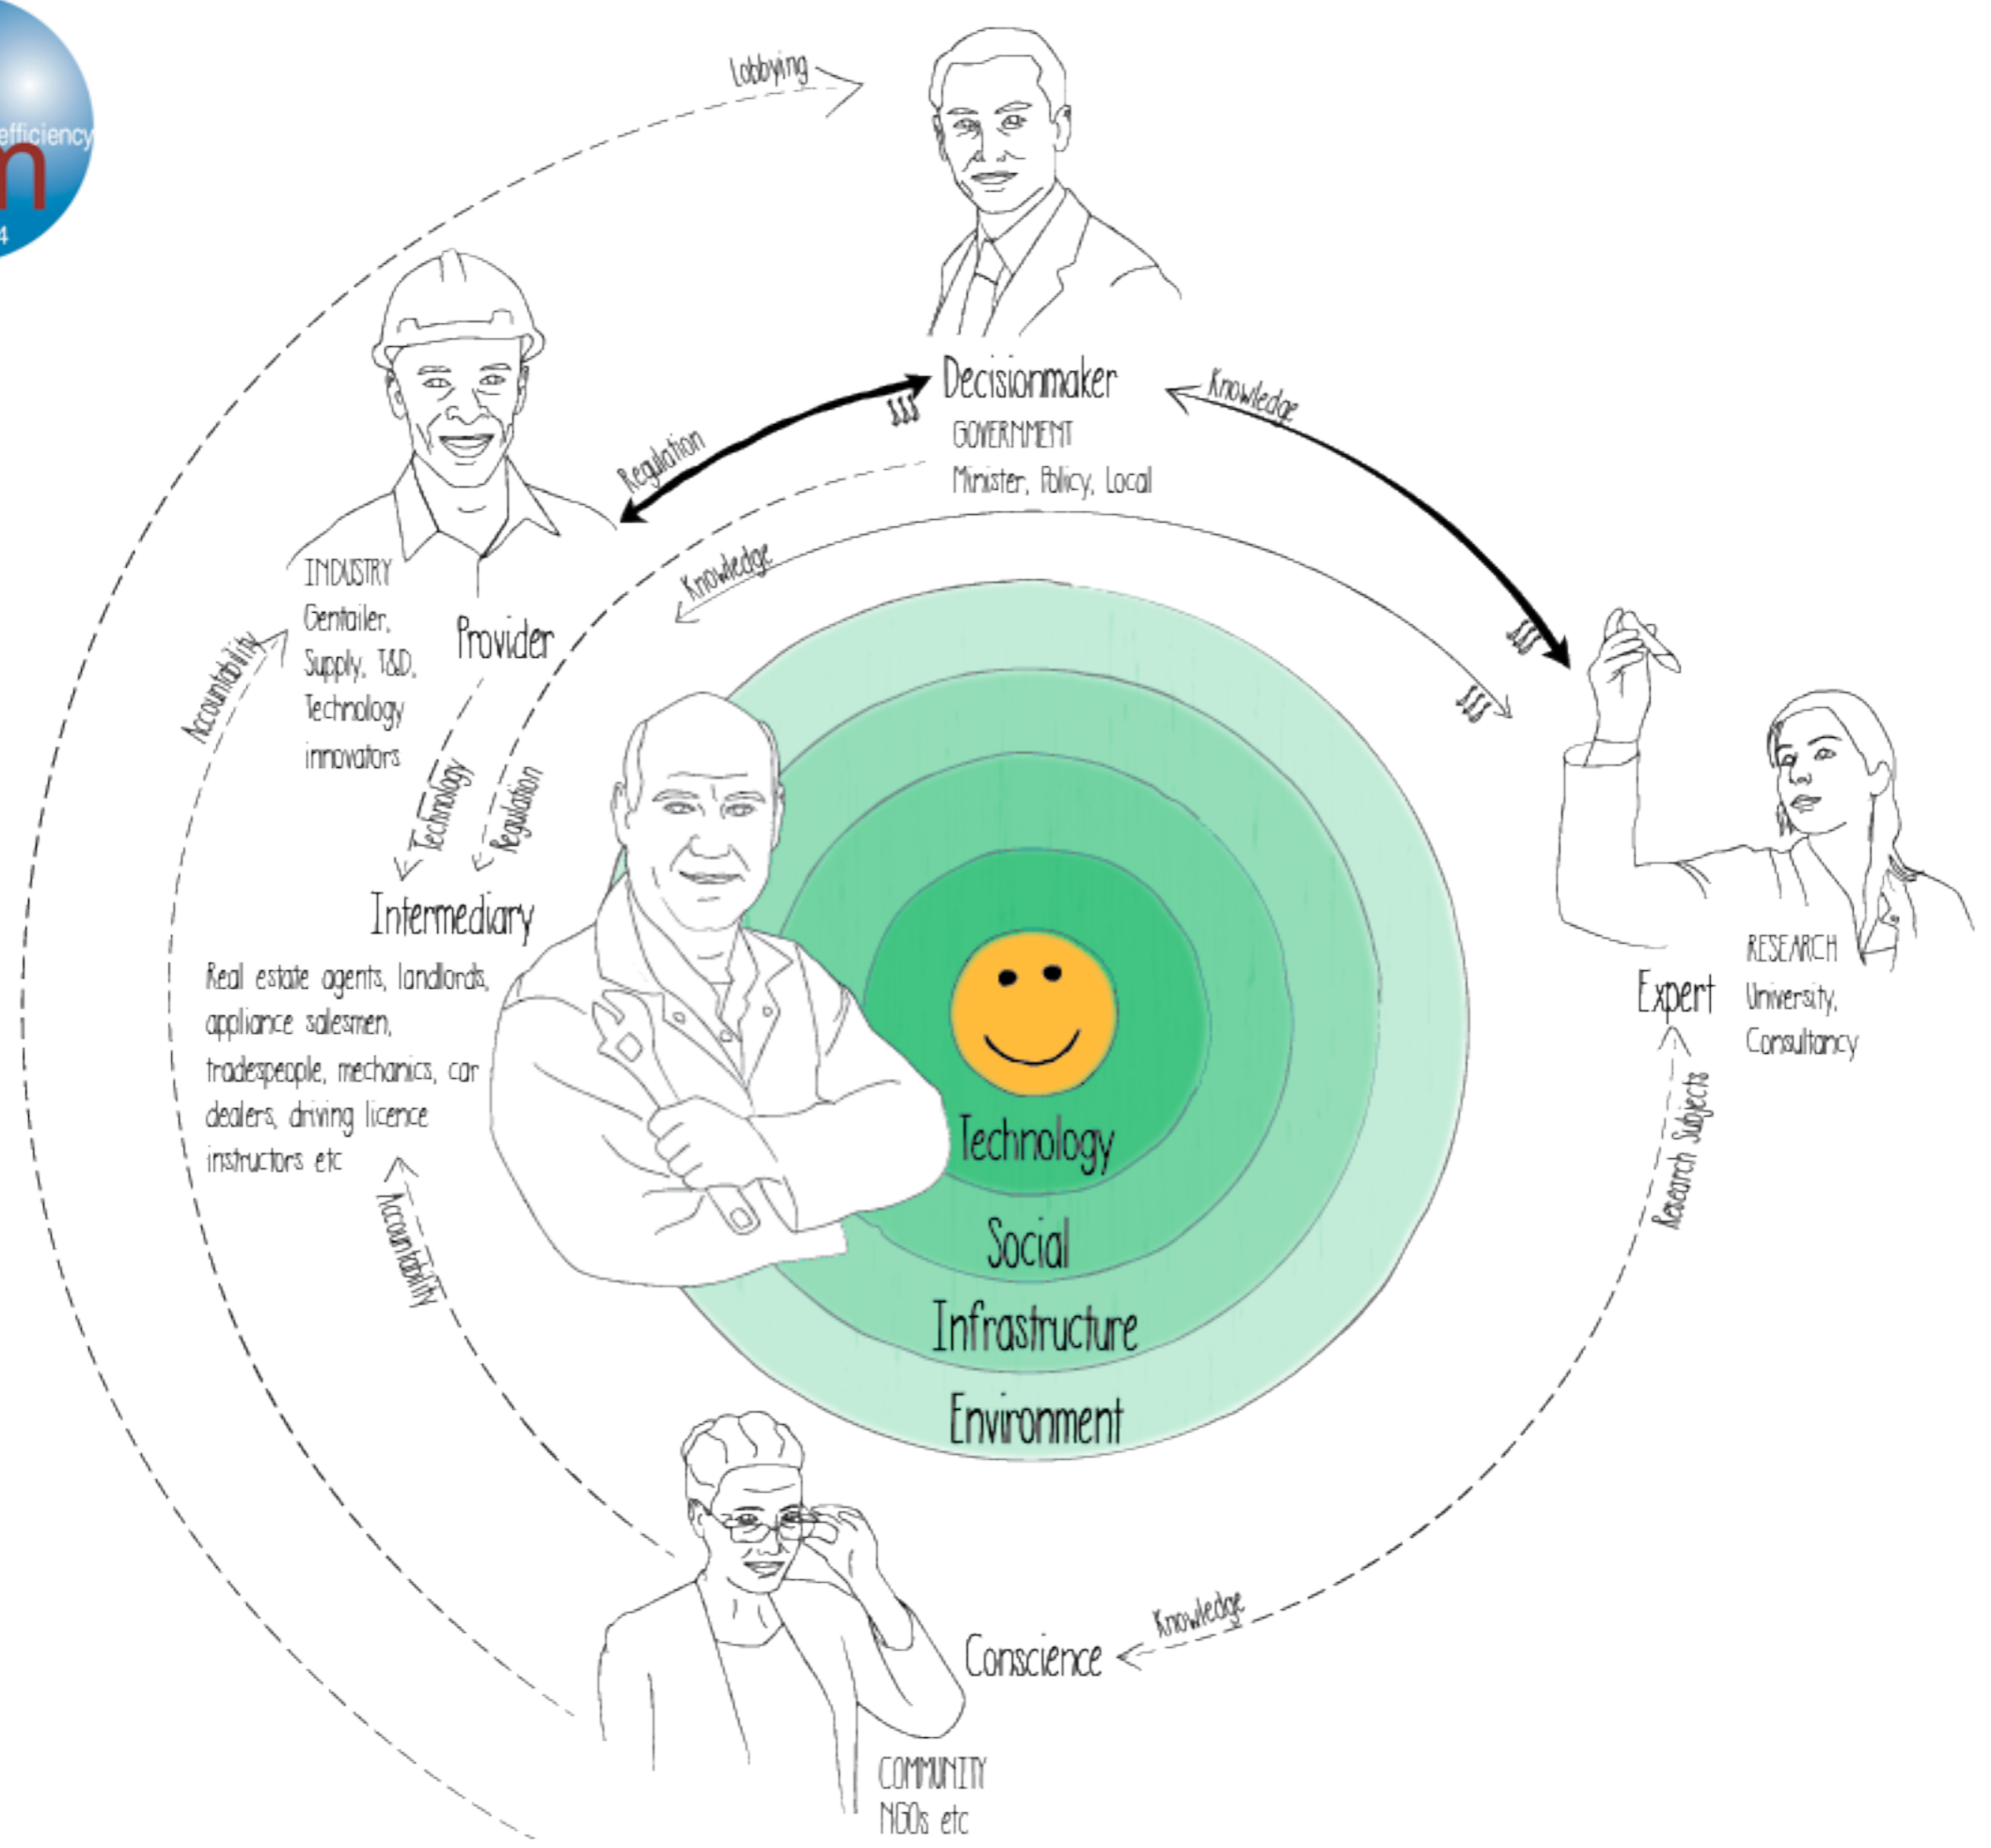 efficiency
m
4
Lobbying
Decisionmaker
GOVERNMENT
Minister, Policy, Local
Knowledge
$$$
Regulation
Knowledge
$$$
$$$
INDUSTRY
Gentailer,
Supply, T&D,
Technology
innovators
Provider
Accountability
Technology
Regulation
Intermediary
Real estate agents, landlords,
appliance salesmen,
tradespeople, mechanics, car
dealers, driving licence
instructors etc
Accountability
RESEARCH
University,
Consultancy
Expert
Research Subjects
Technology
Social
Infrastructure
Environment
Knowledge
Conscience
COMMUNITY
NGOs etc